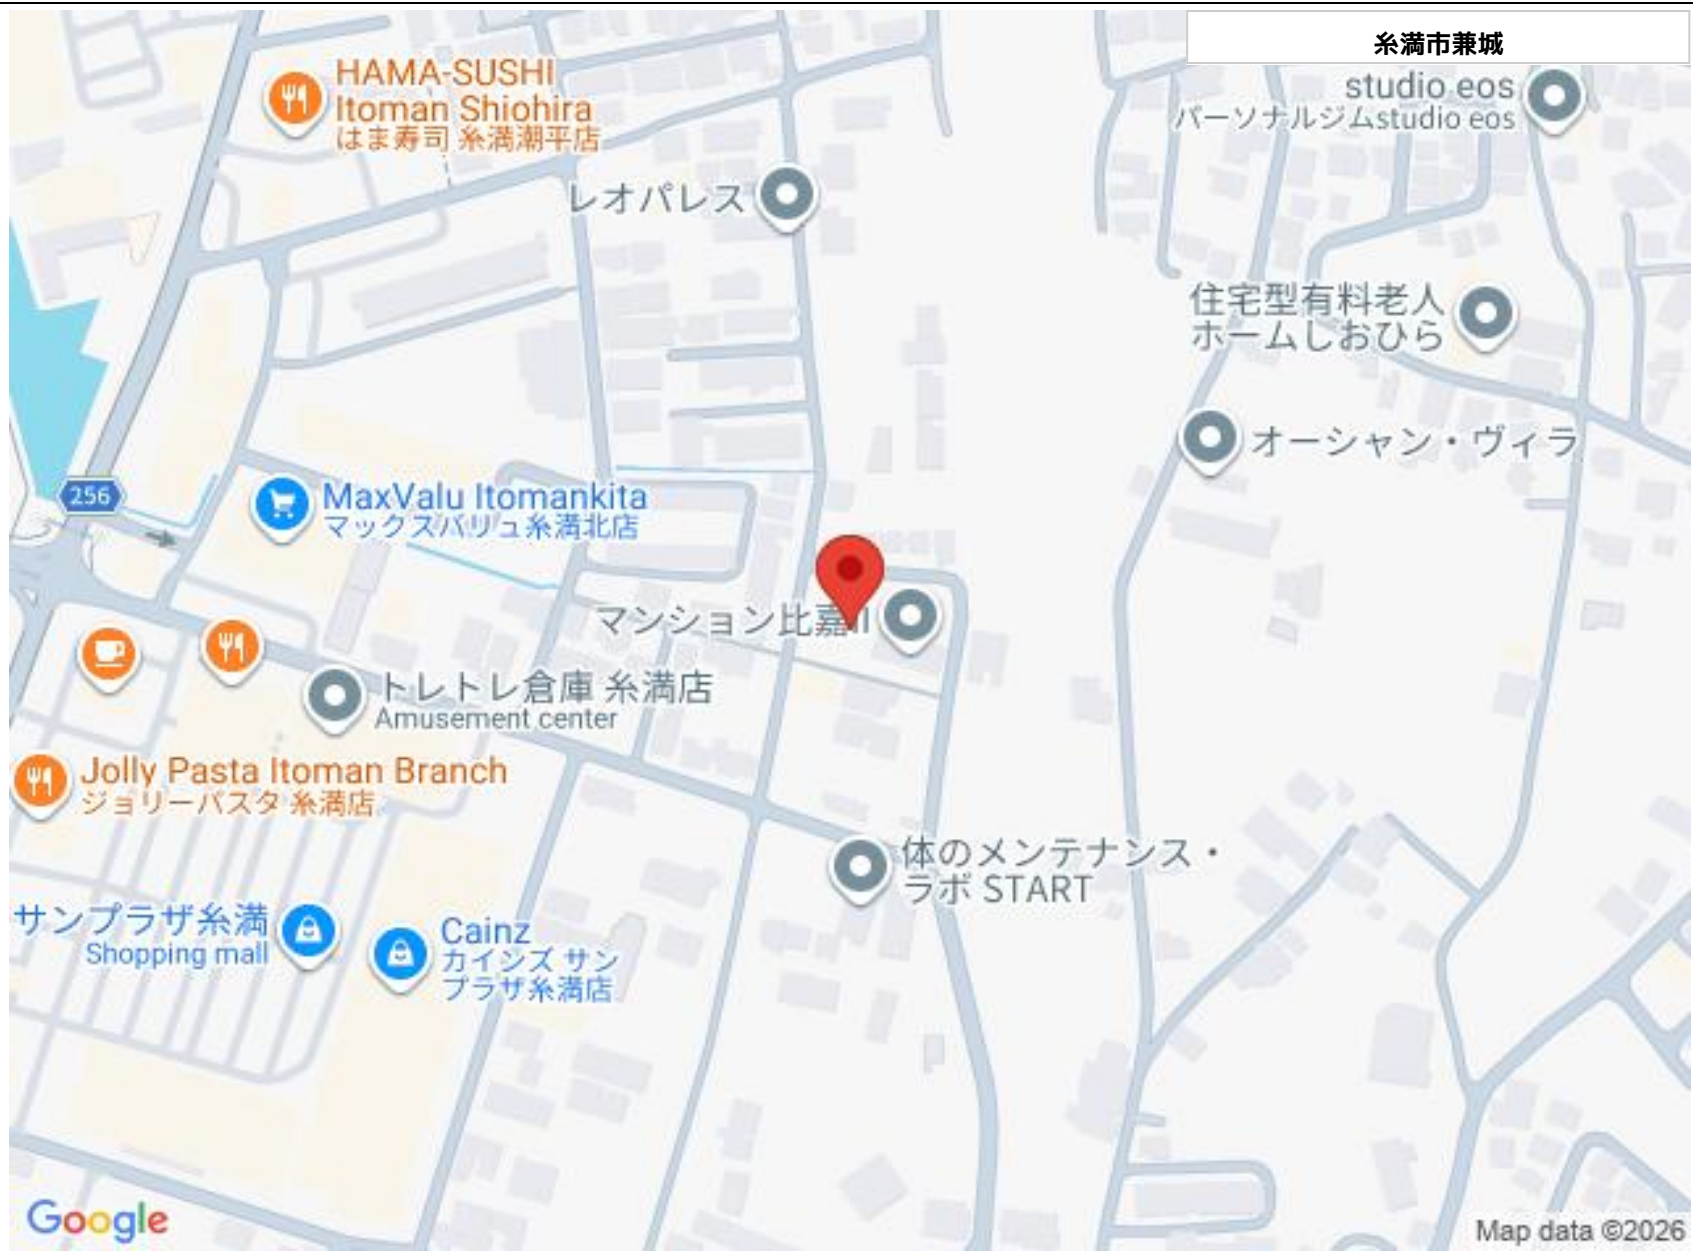 糸満市兼城
HAMA-SUSHI
Itoman Shiohira
はま寿司 糸満潮平店
studio eos
パーソナルジムstudio eos
レオパレス
住宅型有料老人
ホームしおひら
オーシャン・ヴィラ
256
MaxValu Itomankita
マックスバリュ糸満北店
マンション比嘉II
トレトレ倉庫 糸満店
Amusement center
Jolly Pasta Itoman Branch
ジョリーパスタ 糸満店
体のメンテナンス・
ラボ START
サンプラザ糸満
Shopping mall
Cainz
カインズ サン
プラザ糸満店
Google
Map data ©2026